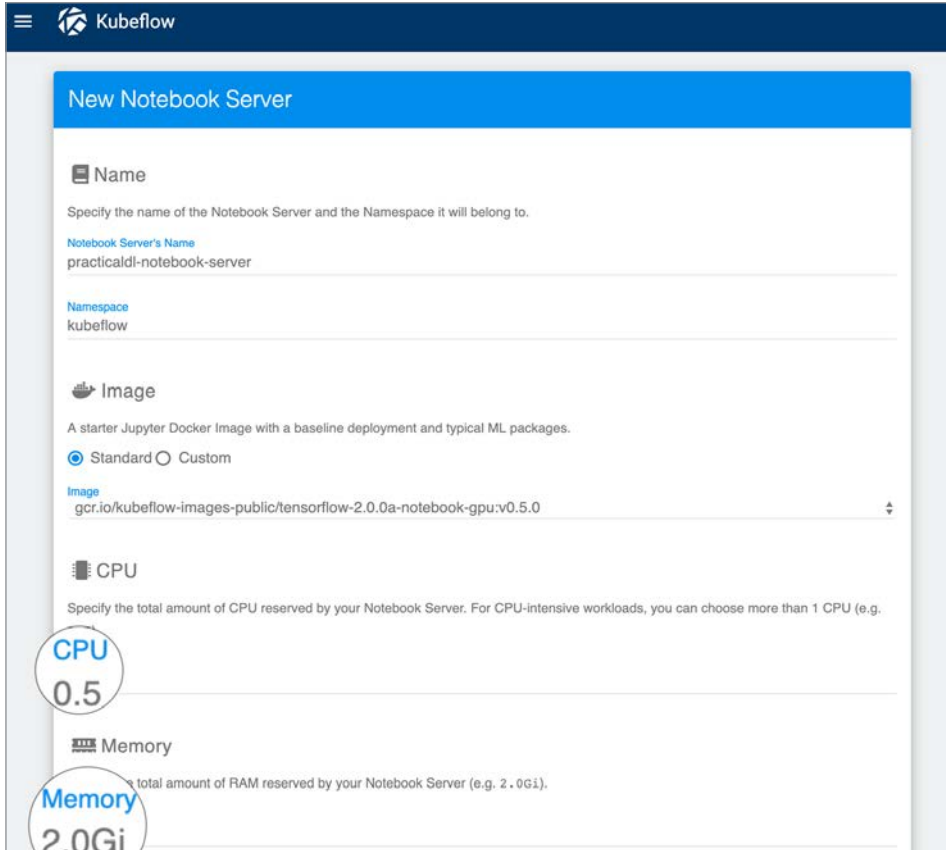 Kubeflow
New Notebook Server
Name
Specify the name of the Notebook Server and the Namespace it will belong to.
Notebook Server's Name
practicaldl-notebook-server
Namespace
kubeflow
Image
A starter Jupyter Docker Image with a baseline deployment and typical ML packages.
Standard Custom
Image
gcr.io/kubeflow-images-public/tensorflow-2.0.0a-notebook-gpu:v0.5.0
CPU
Specify the total amount of CPU reserved by your Notebook Server. For CPU-intensive workloads, you can choose more than 1 CPU (e.g.
CPU
0.5
Memory
total amount of RAM reserved by your Notebook Server (e.g. 2.0Gi).
Memory
2.0Gi